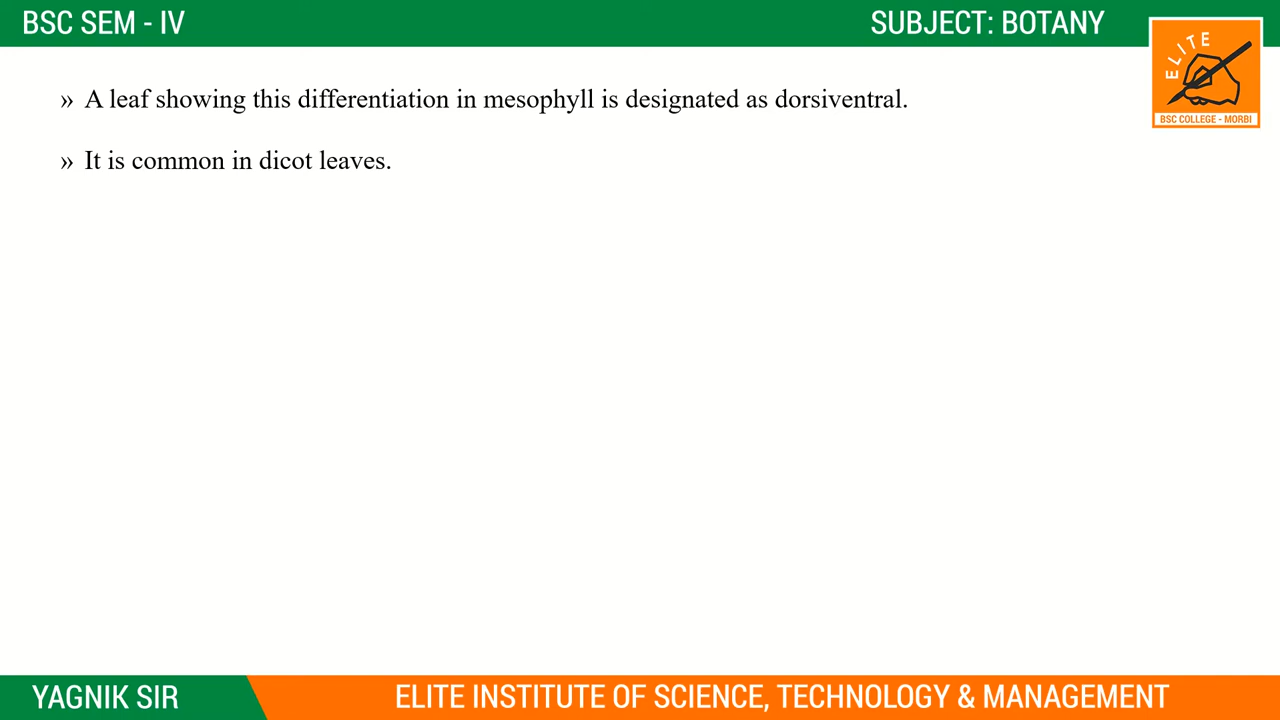 BSC SEM - IV
SUBJECT: BOTANY
ELITE
BSC COLLEGE - MORBI
» A leaf showing this differentiation in mesophyll is designated as dorsiventral.
» It is common in dicot leaves.
YAGNIK SIR
ELITE INSTITUTE OF SCIENCE, TECHNOLOGY & MANAGEMENT